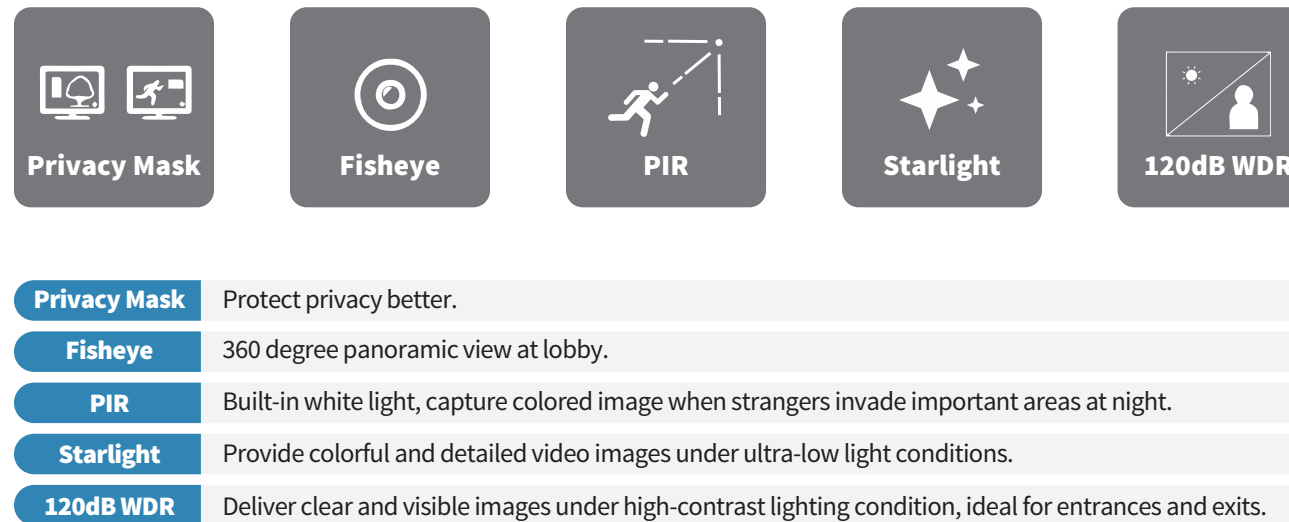 Privacy Mask
Fisheye
PIR
Starlight
120dB WDR
Privacy Mask Protect privacy better.
Fisheye 360 degree panoramic view at lobby.
PIR Built-in white light, capture colored image when strangers invade important areas at night.
Starlight Provide colorful and detailed video images under ultra-low light conditions.
120dB WDR Deliver clear and visible images under high-contrast lighting condition, ideal for entrances and exits.